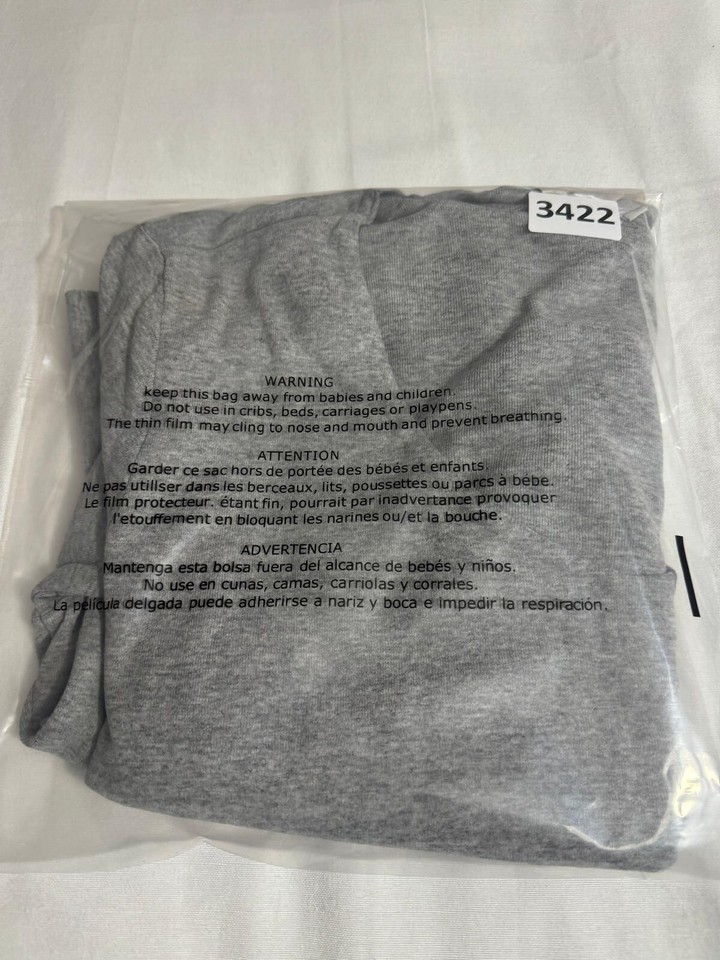 3422
WARNING
keep this bag away from babies and children.
Do not use in cribs, beds, carriages or playpens.
The thin film may cling to nose and mouth and prevent breathing.
ATTENTION
Garder ce sac hors de portée des bébés et enfants.
Ne pas utiliser dans les berceaux, lits, poussettes ou parcs à bébe.
Le film protecteur. étant fin, pourrait par inadvertance provoquer
l'etouffement en bloquant les narines ou/et la bouche.
ADVERTENCIA
Mantenga esta bolsa fuera del alcance de bebés y niños.
No use en cunas, camas, carriolas y corrales.
La película delgada puede adherirse a nariz y boca e impedir la respiración.